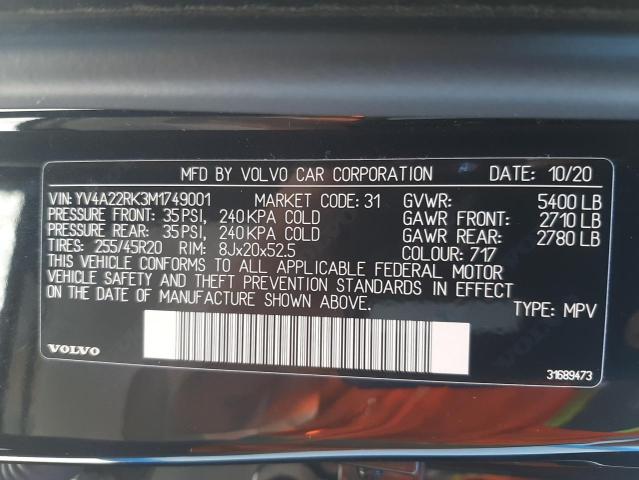 MFD BY VOLVO CAR CORPORATION DATE: 10/20
VIN: YV4A22RK3M1749001 MARKET CODE: 31 GVWR: 5400 LB
PRESSURE FRONT: 35 PSI, 240 KPA COLD GAWR FRONT: 2710 LB
PRESSURE REAR: 35 PSI, 240 KPA COLD GAWR REAR: 2780 LB
TIRES: 255/45R20 RIM: 8Jx20x52.5 COLOUR: 717
THIS VEHICLE CONFORMS TO ALL APPLICABLE FEDERAL MOTOR
VEHICLE SAFETY AND THEFT PREVENTION STANDARDS IN EFFECT
ON THE DATE OF MANUFACTURE SHOWN ABOVE. TYPE: MPV
VOLVO 31689473